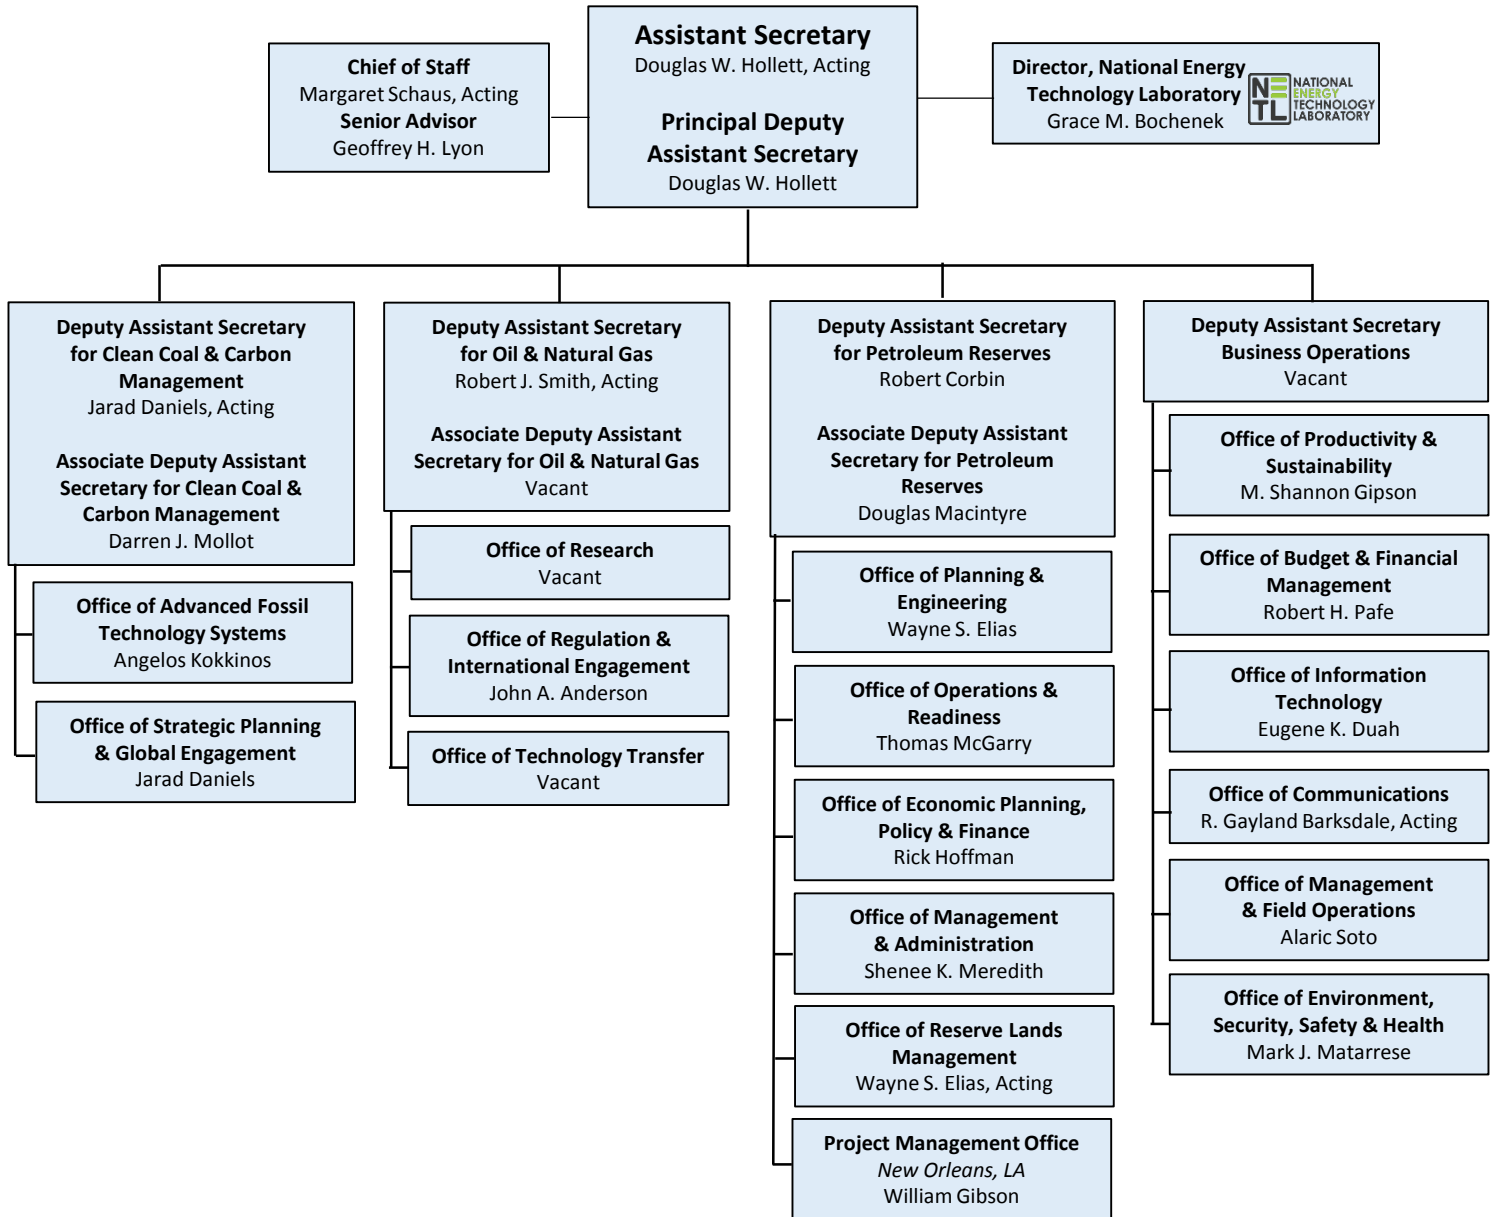 Assistant Secretary
Douglas W. Hollett, Acting
Principal Deputy
Assistant Secretary
Douglas W. Hollett
Chief of Staff
Margaret Schaus, Acting
Senior Advisor
Geoffrey H. Lyon
Director, National Energy
Technology Laboratory
Grace M. Bochenek
NE
TL
NATIONAL
ENERGY
TECHNOLOGY
LABORATORY
Deputy Assistant Secretary
for Clean Coal & Carbon
Management
Jarad Daniels, Acting
Associate Deputy Assistant
Secretary for Clean Coal &
Carbon Management
Darren J. Mollot
Office of Advanced Fossil
Technology Systems
Angelos Kokkinos
Office of Strategic Planning
& Global Engagement
Jarad Daniels
Deputy Assistant Secretary
for Oil & Natural Gas
Robert J. Smith, Acting
Associate Deputy Assistant
Secretary for Oil & Natural Gas
Vacant
Office of Research
Vacant
Office of Regulation &
International Engagement
John A. Anderson
Office of Technology Transfer
Vacant
Deputy Assistant Secretary
for Petroleum Reserves
Robert Corbin
Associate Deputy Assistant
Secretary for Petroleum
Reserves
Douglas Macintyre
Office of Planning &
Engineering
Wayne S. Elias
Office of Operations &
Readiness
Thomas McGarry
Office of Economic Planning,
Policy & Finance
Rick Hoffman
Office of Management
& Administration
Shenee K. Meredith
Office of Reserve Lands
Management
Wayne S. Elias, Acting
Project Management Office
New Orleans, LA
William Gibson
Deputy Assistant Secretary
Business Operations
Vacant
Office of Productivity &
Sustainability
M. Shannon Gipson
Office of Budget & Financial
Management
Robert H. Pafe
Office of Information
Technology
Eugene K. Duah
Office of Communications
R. Gayland Barksdale, Acting
Office of Management
& Field Operations
Alaric Soto
Office of Environment,
Security, Safety & Health
Mark J. Matarrese